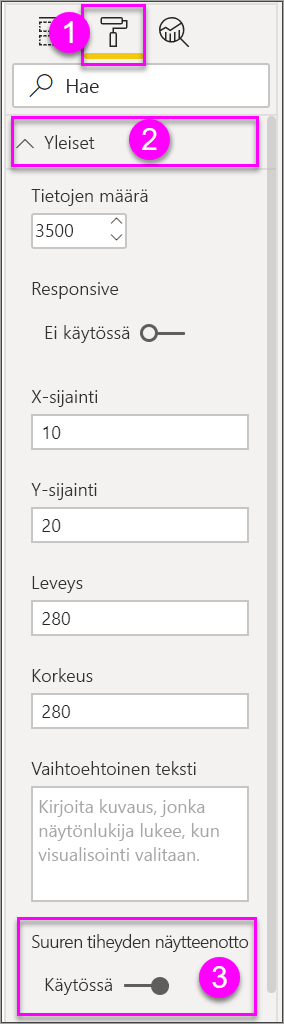 1
Hae
Yleiset 2
Tietojen määrä
3500
Responsive
Ei käytössä
X-sijainti
10
Y-sijainti
20
Leveys
280
Korkeus
280
Vaihtoehtoinen teksti
Kirjoita kuvaus, jonka
näytönlukija lukee, kun
visualisointi valitaan.
Suuren tiheyden näytteenotto
Käytössä 3